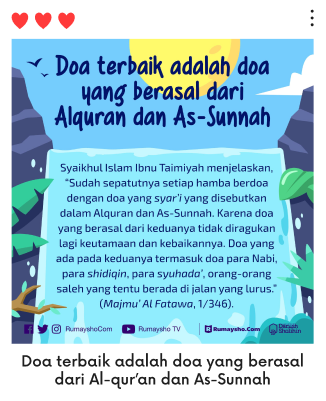 Doa terbaik adalah doa
yang berasal dari
Alquran dan As-Sunnah
Syaikhul Islam Ibnu Taimiyah menjelaskan,
“Sudah sepatutnya setiap hamba berdoa
dengan doa yang syar’i yang disebutkan
dalam Alquran dan As-Sunnah. Karena doa
yang berasal dari keduanya tidak diragukan
lagi keutamaan dan kebaikannya. Doa yang
ada pada keduanya termasuk doa para Nabi,
para shidiqin, para syuhada’, orang-orang
saleh yang tentu berada di jalan yang lurus.”
(Majmu’ Al Fatawa, 1/346).
RumayshoCom Rumaysho TV Rumaysho.Com
Doa terbaik adalah doa yang berasal
dari Al-qur’an dan As-Sunnah